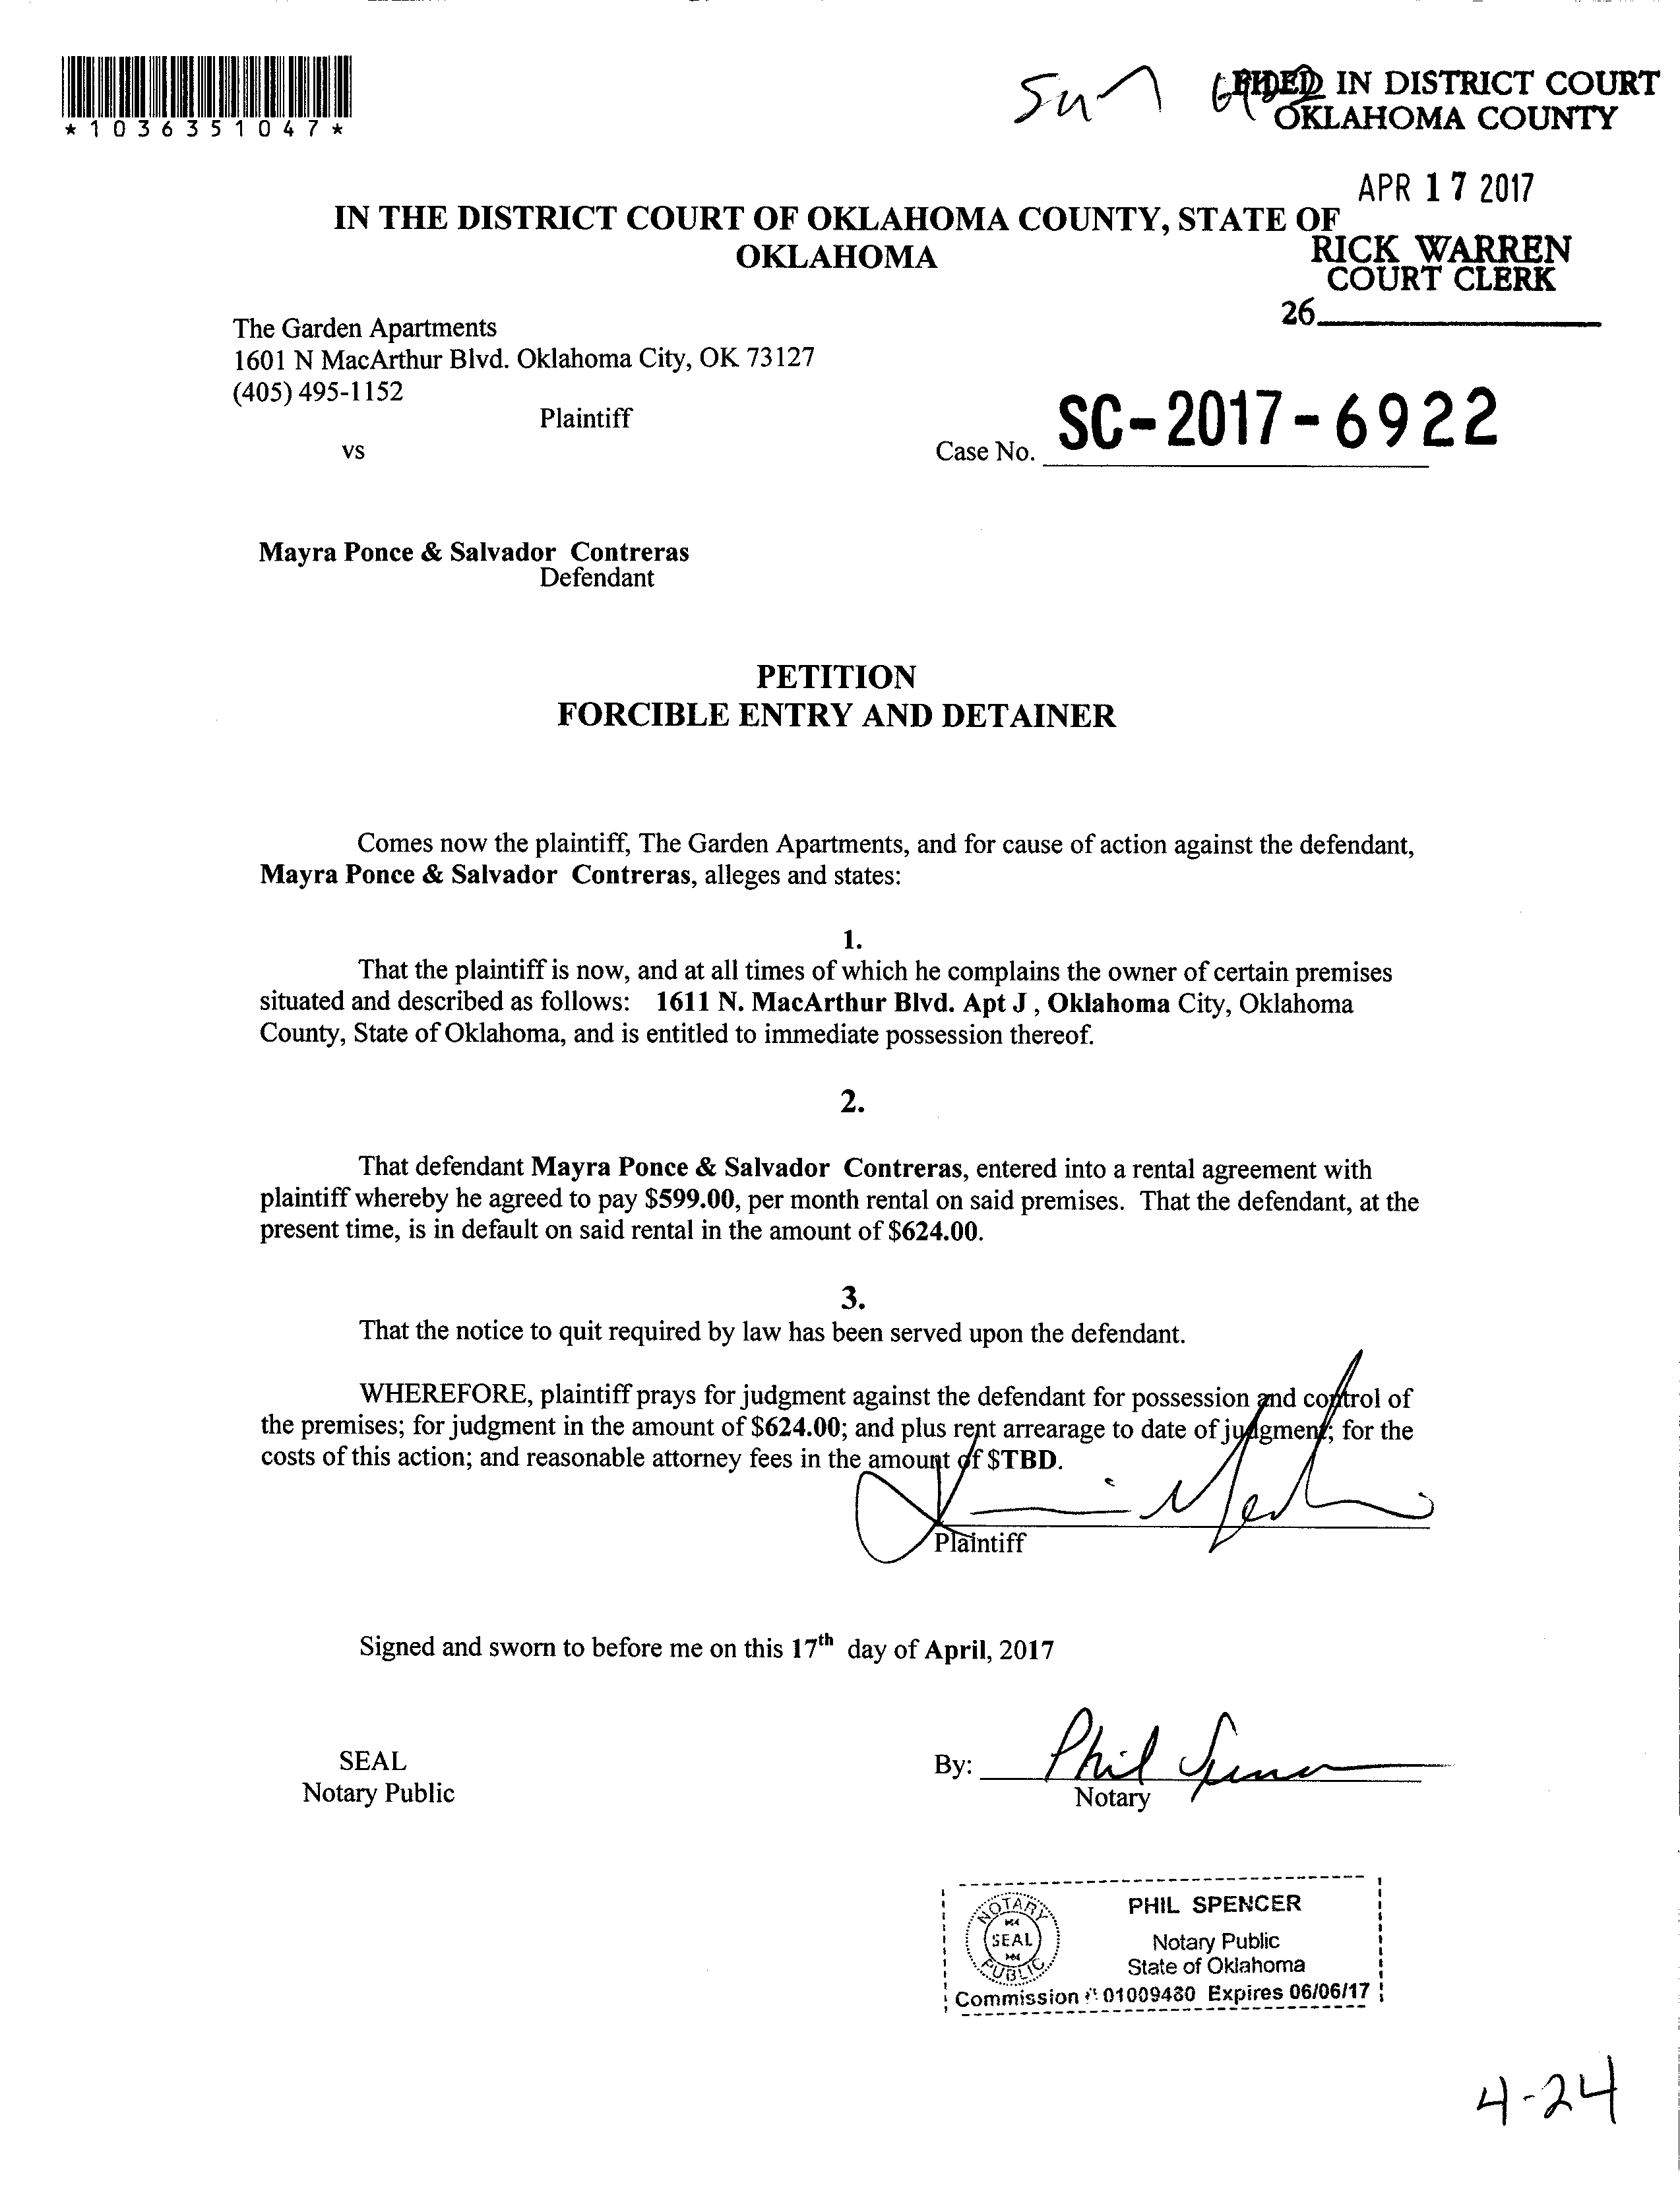 *1036351047*
FILED IN DISTRICT COURT
OKLAHOMA COUNTY
APR 17 2017
IN THE DISTRICT COURT OF OKLAHOMA COUNTY, STATE OF
OKLAHOMA
RICK WARREN
COURT CLERK
26
The Garden Apartments
1601 N MacArthur Blvd. Oklahoma City, OK 73127
(405) 495-1152
Plaintiff
vs
Case No. SC-2017-6922
Mayra Ponce & Salvador Contreras
Defendant
PETITION
FORCIBLE ENTRY AND DETAINER
Comes now the plaintiff, The Garden Apartments, and for cause of action against the defendant,
Mayra Ponce & Salvador Contreras, alleges and states:
1.
That the plaintiff is now, and at all times of which he complains the owner of certain premises
situated and described as follows: 1611 N. MacArthur Blvd. Apt J , Oklahoma City, Oklahoma
County, State of Oklahoma, and is entitled to immediate possession thereof.
2.
That defendant Mayra Ponce & Salvador Contreras, entered into a rental agreement with
plaintiff whereby he agreed to pay $599.00, per month rental on said premises. That the defendant, at the
present time, is in default on said rental in the amount of $624.00.
3.
That the notice to quit required by law has been served upon the defendant.
WHEREFORE, plaintiff prays for judgment against the defendant for possession and control of
the premises; for judgment in the amount of $624.00; and plus rent arrearage to date of judgment; for the
costs of this action; and reasonable attorney fees in the amount of $TBD.
Plaintiff
Signed and sworn to before me on this 17th day of April, 2017
SEAL
Notary Public
By: Phil Spencer
Notary
NOTARY
SEAL
PUBLIC
PHIL SPENCER
Notary Public
State of Oklahoma
Commission # 01009480 Expires 06/06/17
4-24